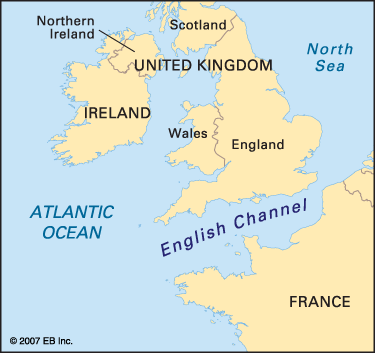 Northern
Ireland
Scotland
North
Sea
UNITED KINGDOM
IRELAND
Wales
England
ATLANTIC
OCEAN
English Channel
FRANCE
© 2007 EB Inc.